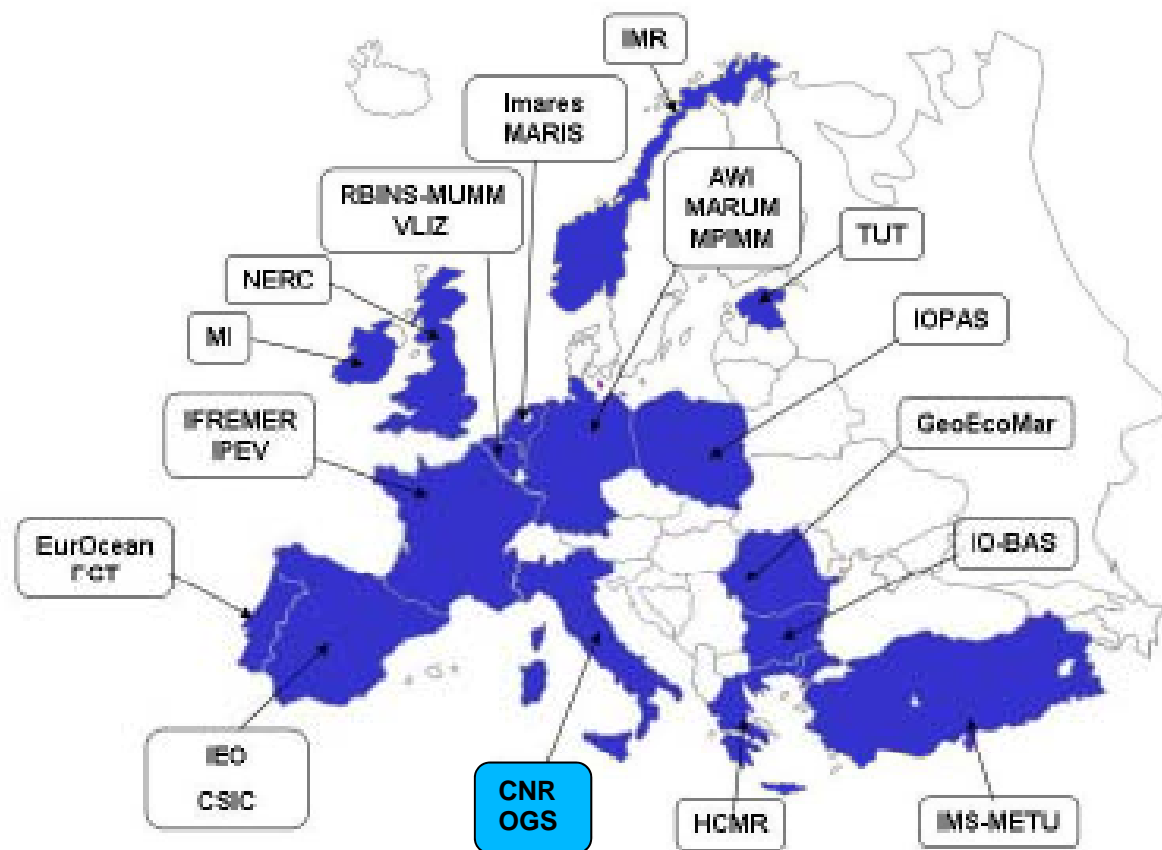 IMR
Imares
MARIS
AWI
MARUM
MPIMM
RBINS-MUMM
VLIZ
TUT
NERC
IOPAS
MI
IFREMER
IPEV
GeoEcoMar
EurOcean
FCT
IO-BAS
IEO
CSIC
CNR
OGS
HCMR
IMS-METU